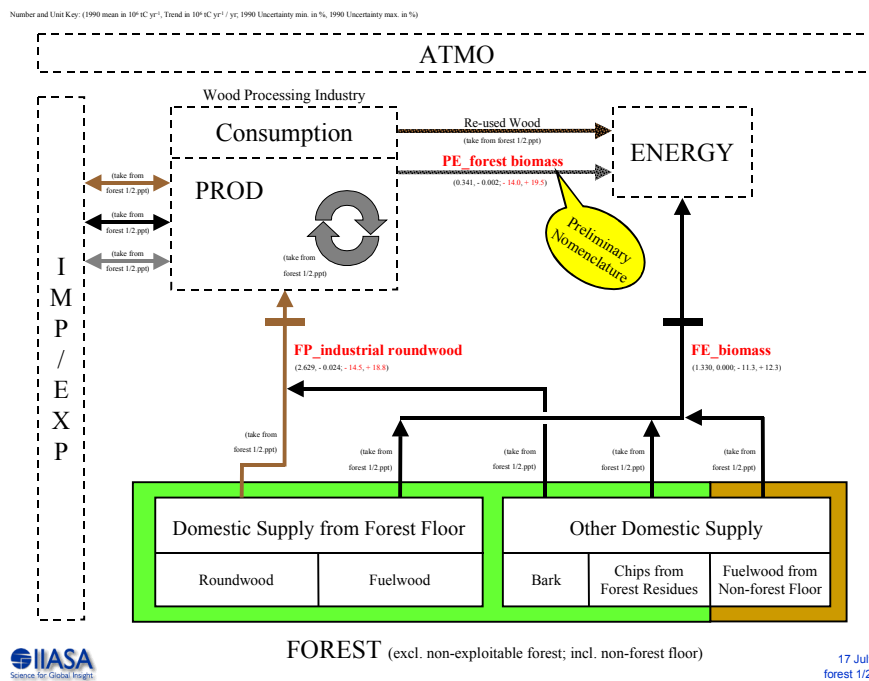 Number and Unit Key: (1990 mean in 10⁶ tC yr⁻¹, Trend in 10⁶ tC yr⁻¹ / yr; 1990 Uncertainty min. in %, 1990 Uncertainty max. in %)
ATMO
Wood Processing Industry
Consumption
PROD
Re-used Wood
(take from forest 1/2.ppt)
PE_forest biomass
(0.341, - 0.002; - 14.0, + 19.5)
ENERGY
Preliminary
Nomenclature
(take from
forest 1/2.ppt)
(take from
forest 1/2.ppt)
(take from
forest 1/2.ppt)
(take from
forest 1/2.ppt)
I
M
P
/
E
X
P
FP_industrial roundwood
(2.629, - 0.024; - 14.5, + 18.8)
FE_biomass
(1.330, 0.000; - 11.3, + 12.3)
(take from
forest 1/2.ppt)
(take from
forest 1/2.ppt)
(take from
forest 1/2.ppt)
(take from
forest 1/2.ppt)
(take from
forest 1/2.ppt)
Domestic Supply from Forest Floor
Roundwood
Fuelwood
Other Domestic Supply
Bark
Chips from
Forest Residues
Fuelwood from
Non-forest Floor
FOREST (excl. non-exploitable forest; incl. non-forest floor)
IIASA
Science for Global Insight
17 Jul
forest 1/2